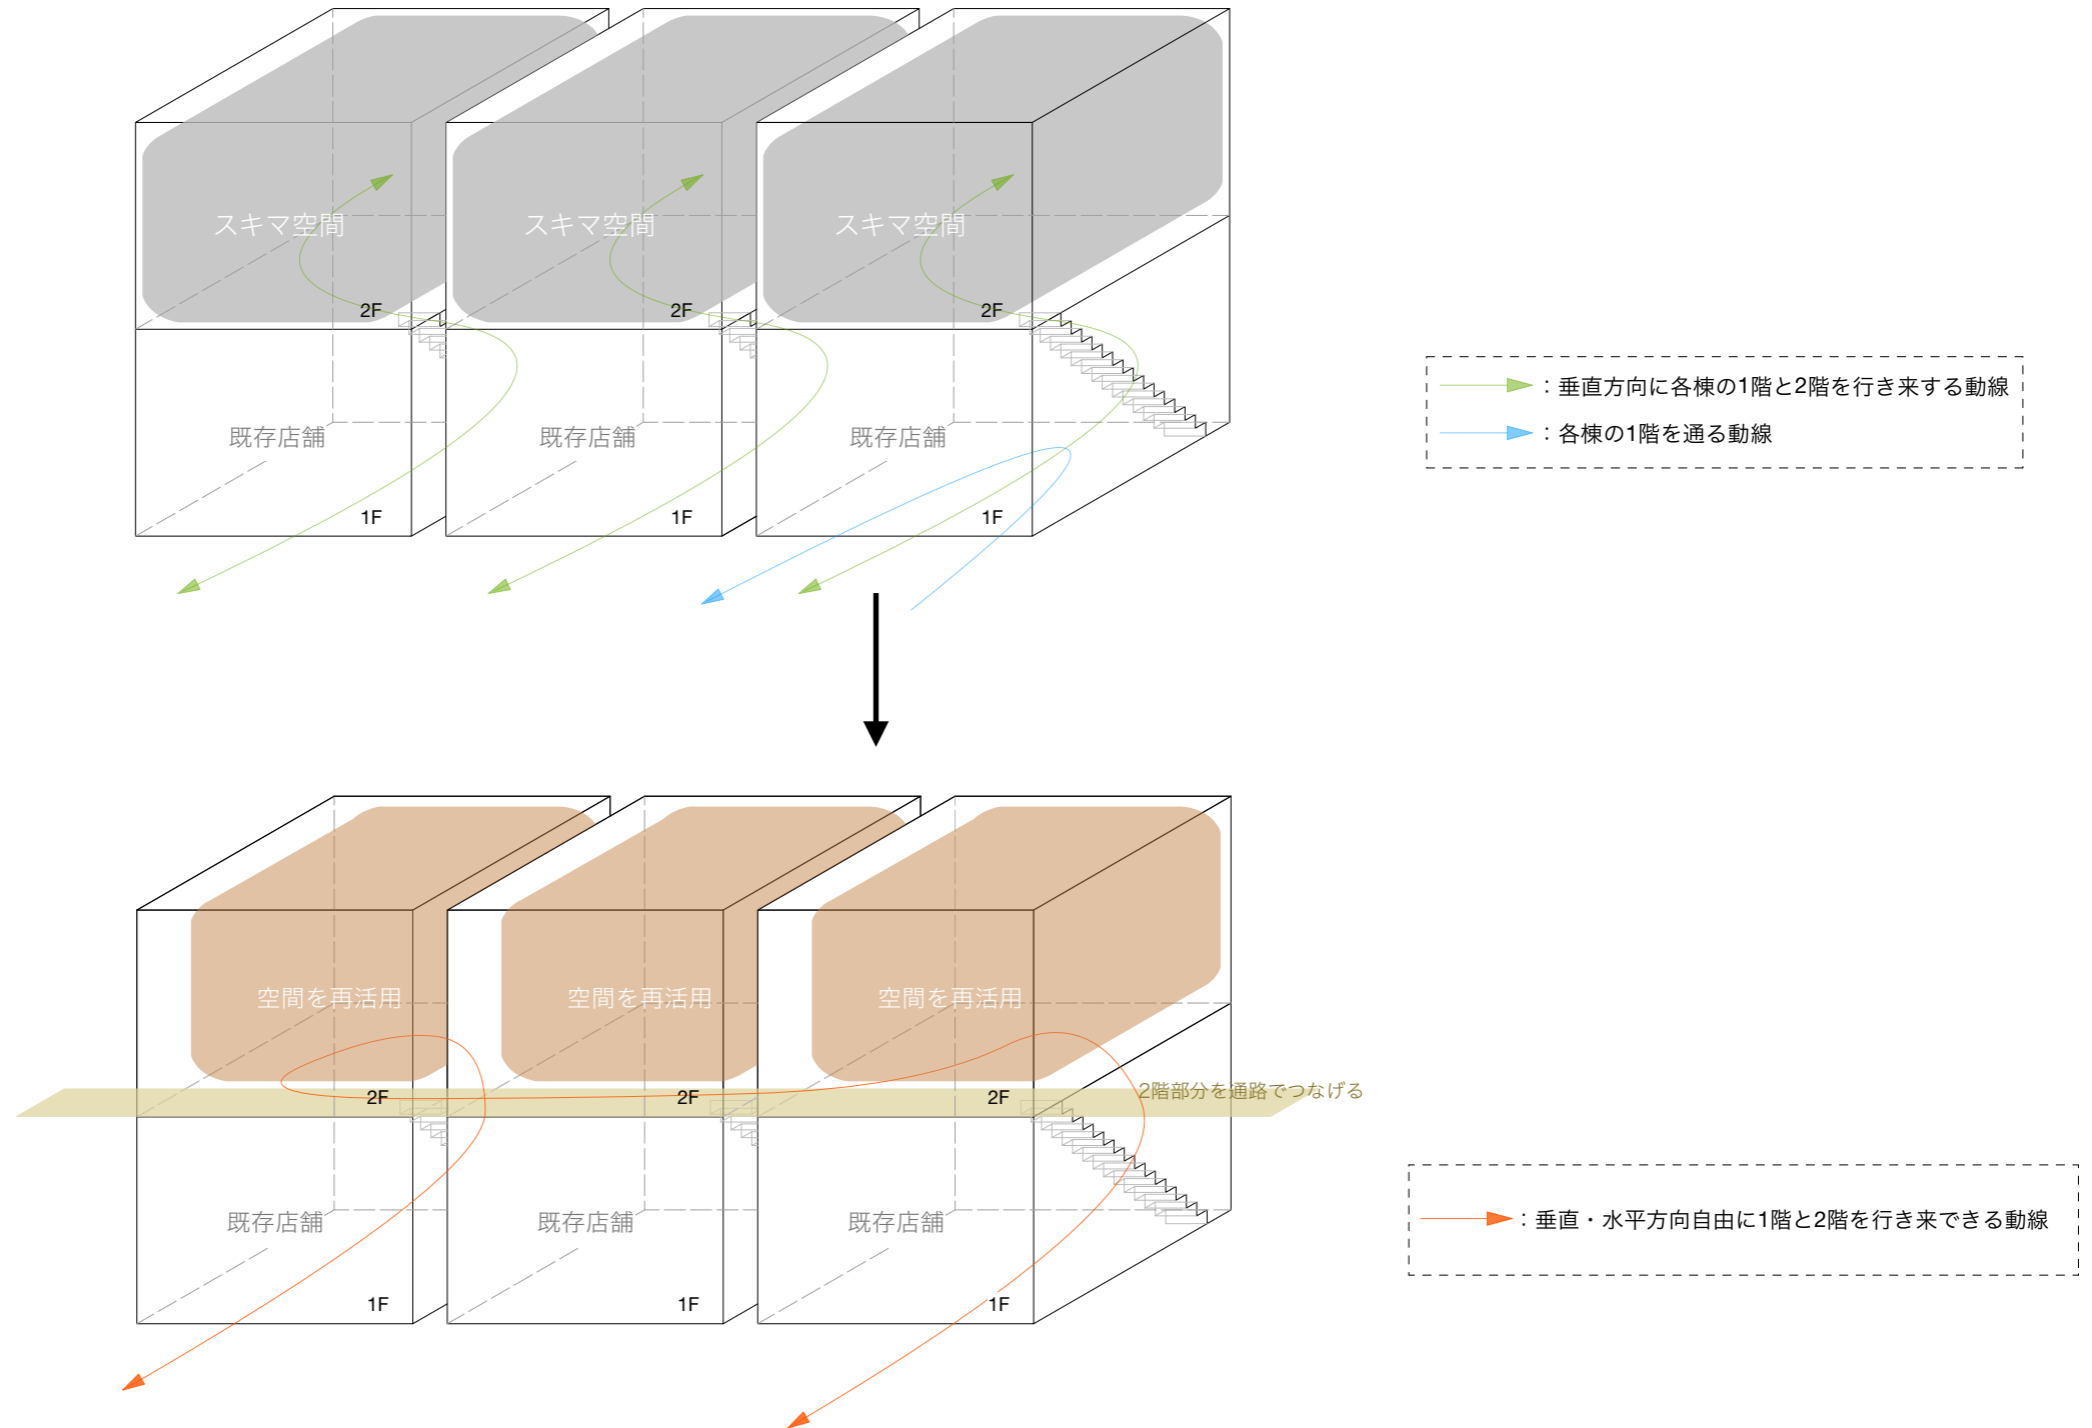 スキマ空間
スキマ空間
スキマ空間
2F
2F
2F
既存店舗
既存店舗
既存店舗
1F
1F
1F
：垂直方向に各棟の1階と2階を行き来する動線
：各棟の1階を通る動線
空間を再活用
空間を再活用
空間を再活用
2F
2F
2F
2階部分を通路でつなげる
既存店舗
既存店舗
既存店舗
1F
1F
1F
：垂直・水平方向自由に1階と2階を行き来できる動線